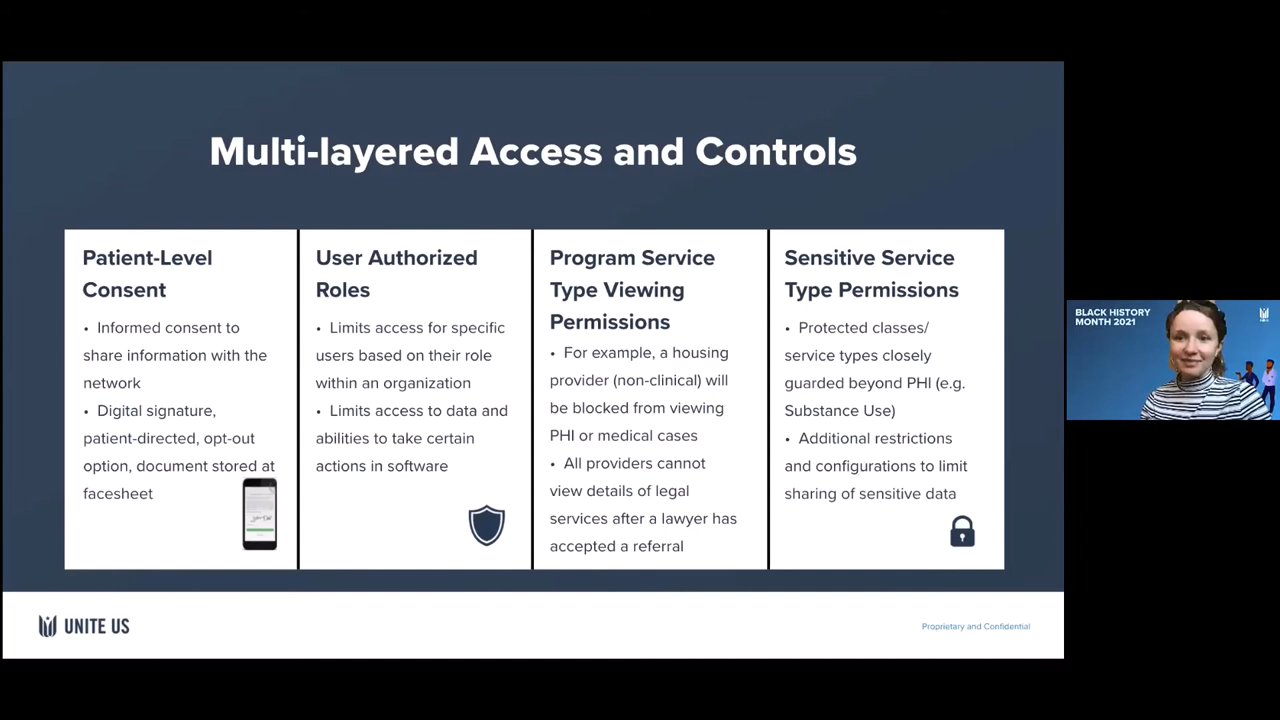 Multi-layered Access and Controls
Patient-Level
Consent
• Informed consent to
share information with the
network
• Digital signature,
patient-directed, opt-out
option, document stored at
facesheet
User Authorized
Roles
• Limits access for specific
users based on their role
within an organization
• Limits access to data and
abilities to take certain
actions in software
Program Service
Type Viewing
Permissions
• For example, a housing
provider (non-clinical) will
be blocked from viewing
PHI or medical cases
• All providers cannot
view details of legal
services after a lawyer has
accepted a referral
Sensitive Service
Type Permissions
• Protected classes/
service types closely
guarded beyond PHI (e.g.
Substance Use)
• Additional restrictions
and configurations to limit
sharing of sensitive data
UNITE US
Proprietary and Confidential
BLACK HISTORY
MONTH 2021